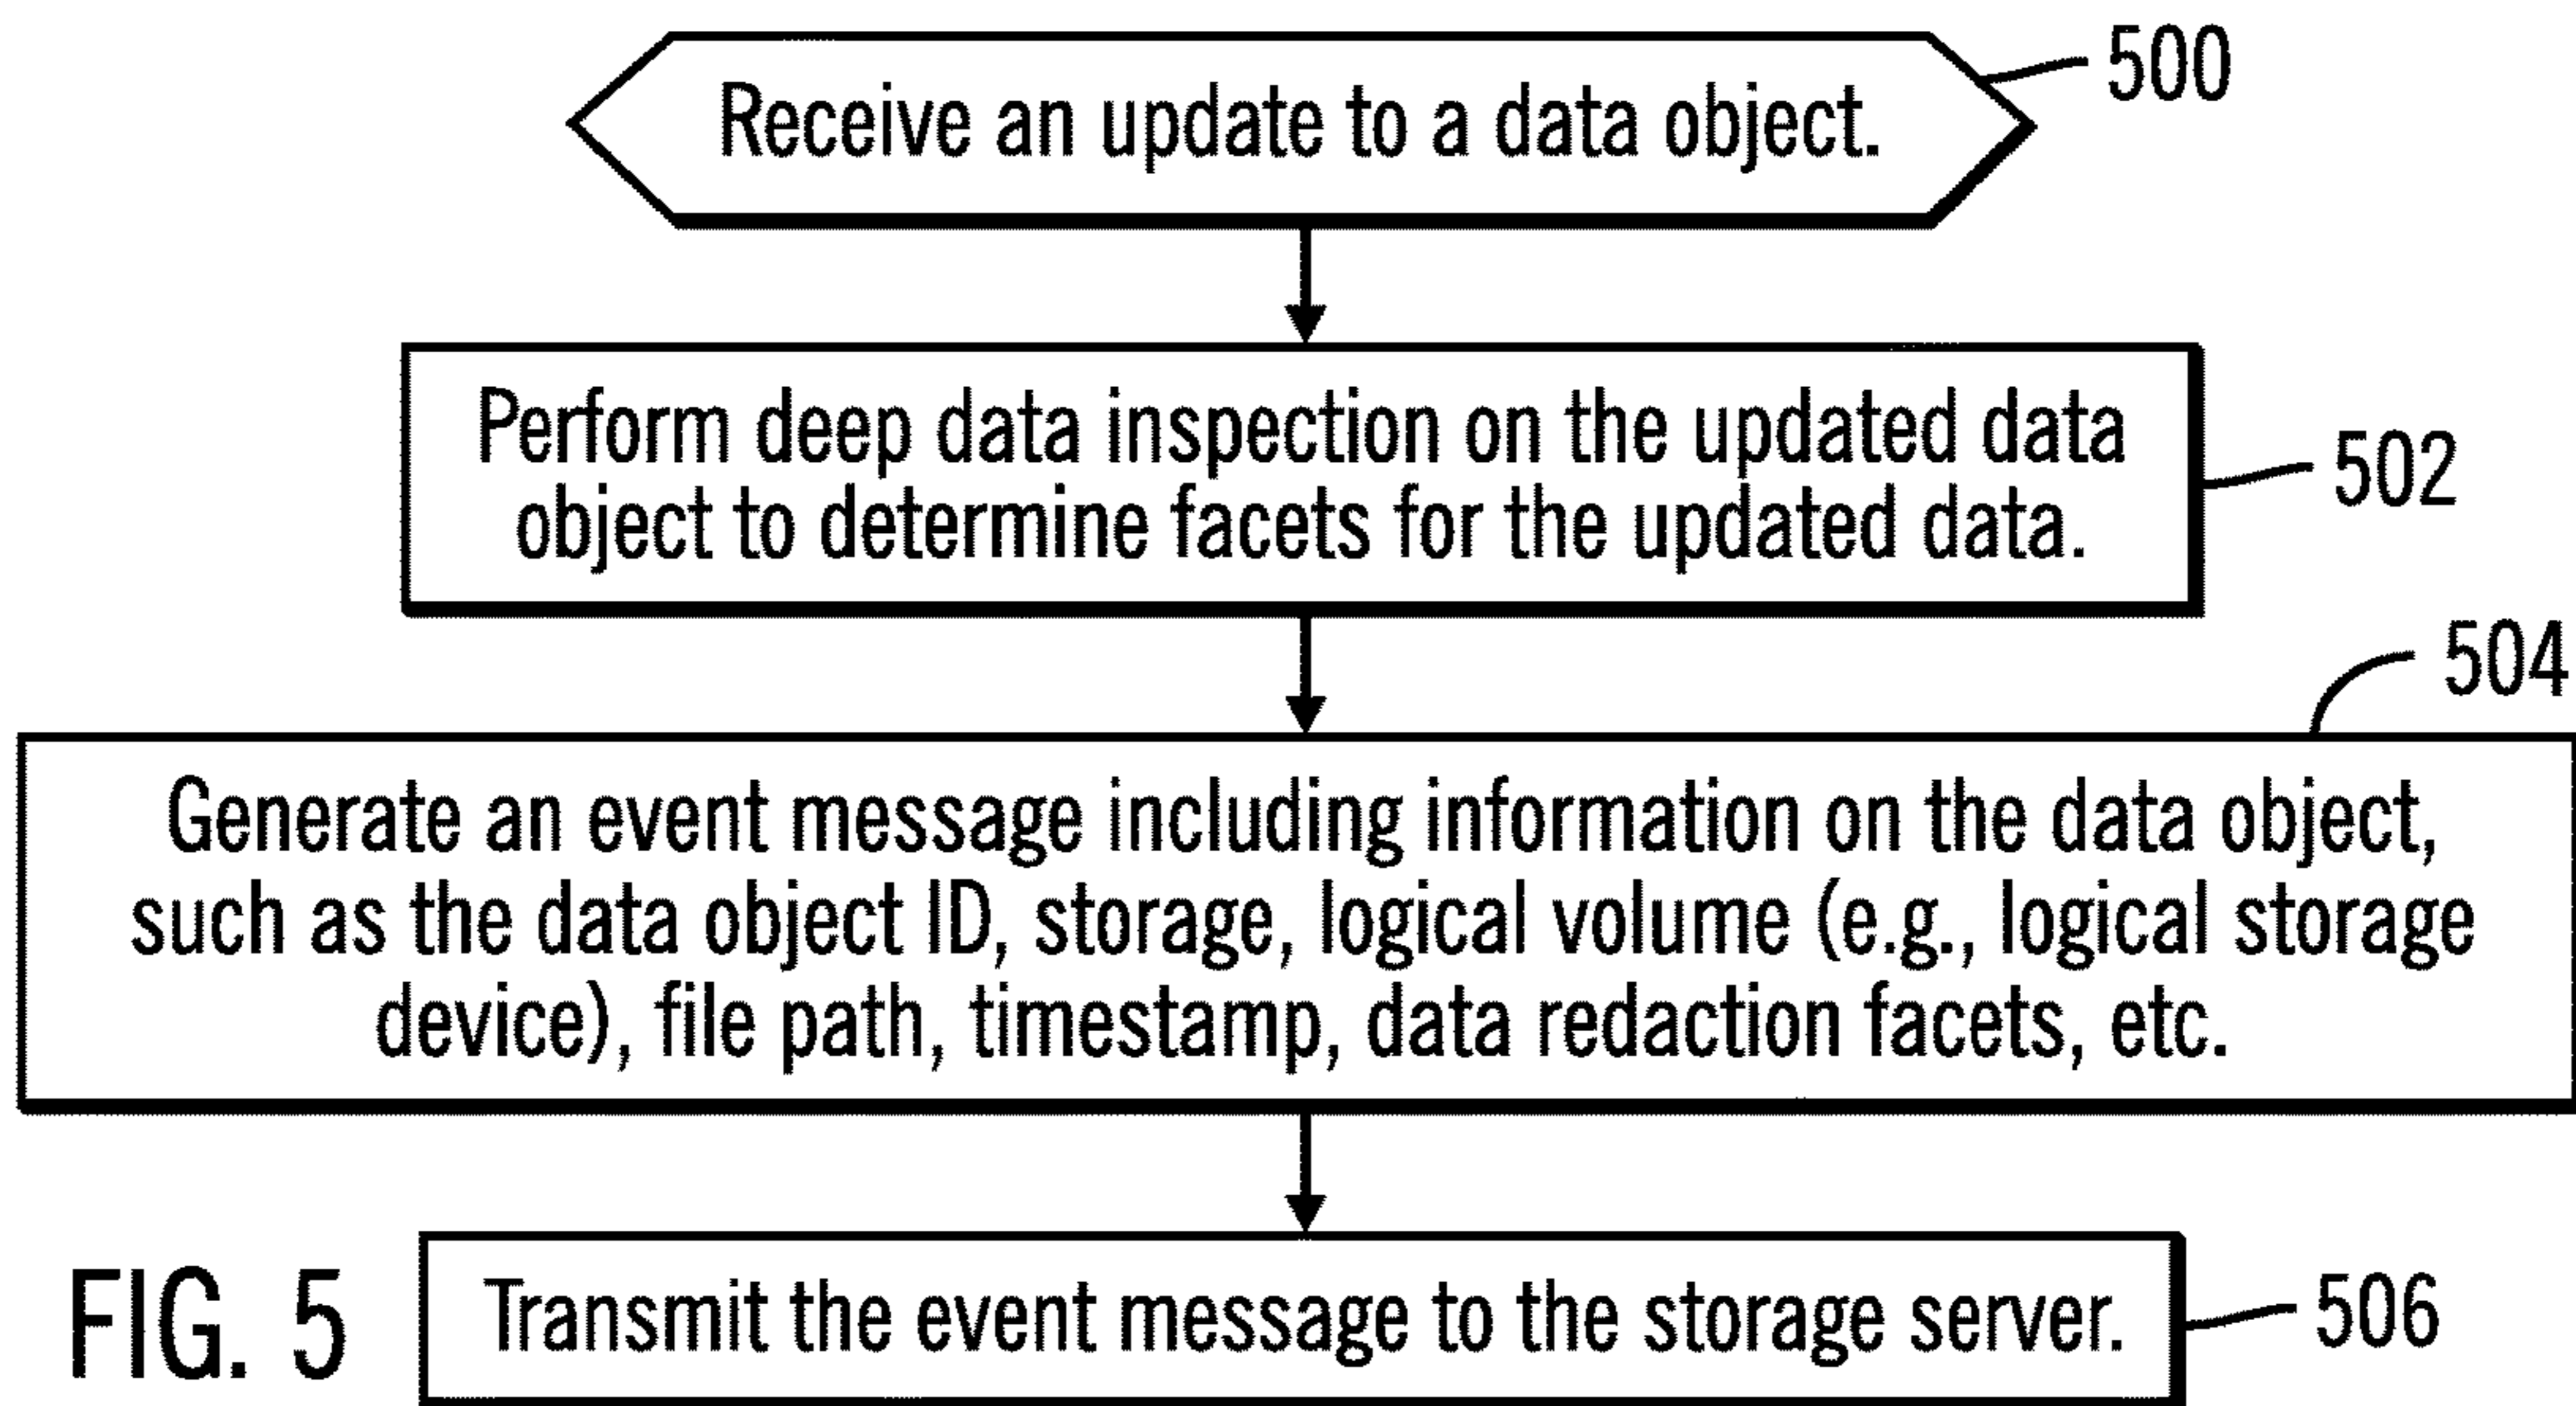 Receive an update to a data object.
500
Perform deep data inspection on the updated data
object to determine facets for the updated data.
502
504
Generate an event message including information on the data object,
such as the data object ID, storage, logical volume (e.g., logical storage
device), file path, timestamp, data redaction facets, etc.
FIG. 5
Transmit the event message to the storage server.
506